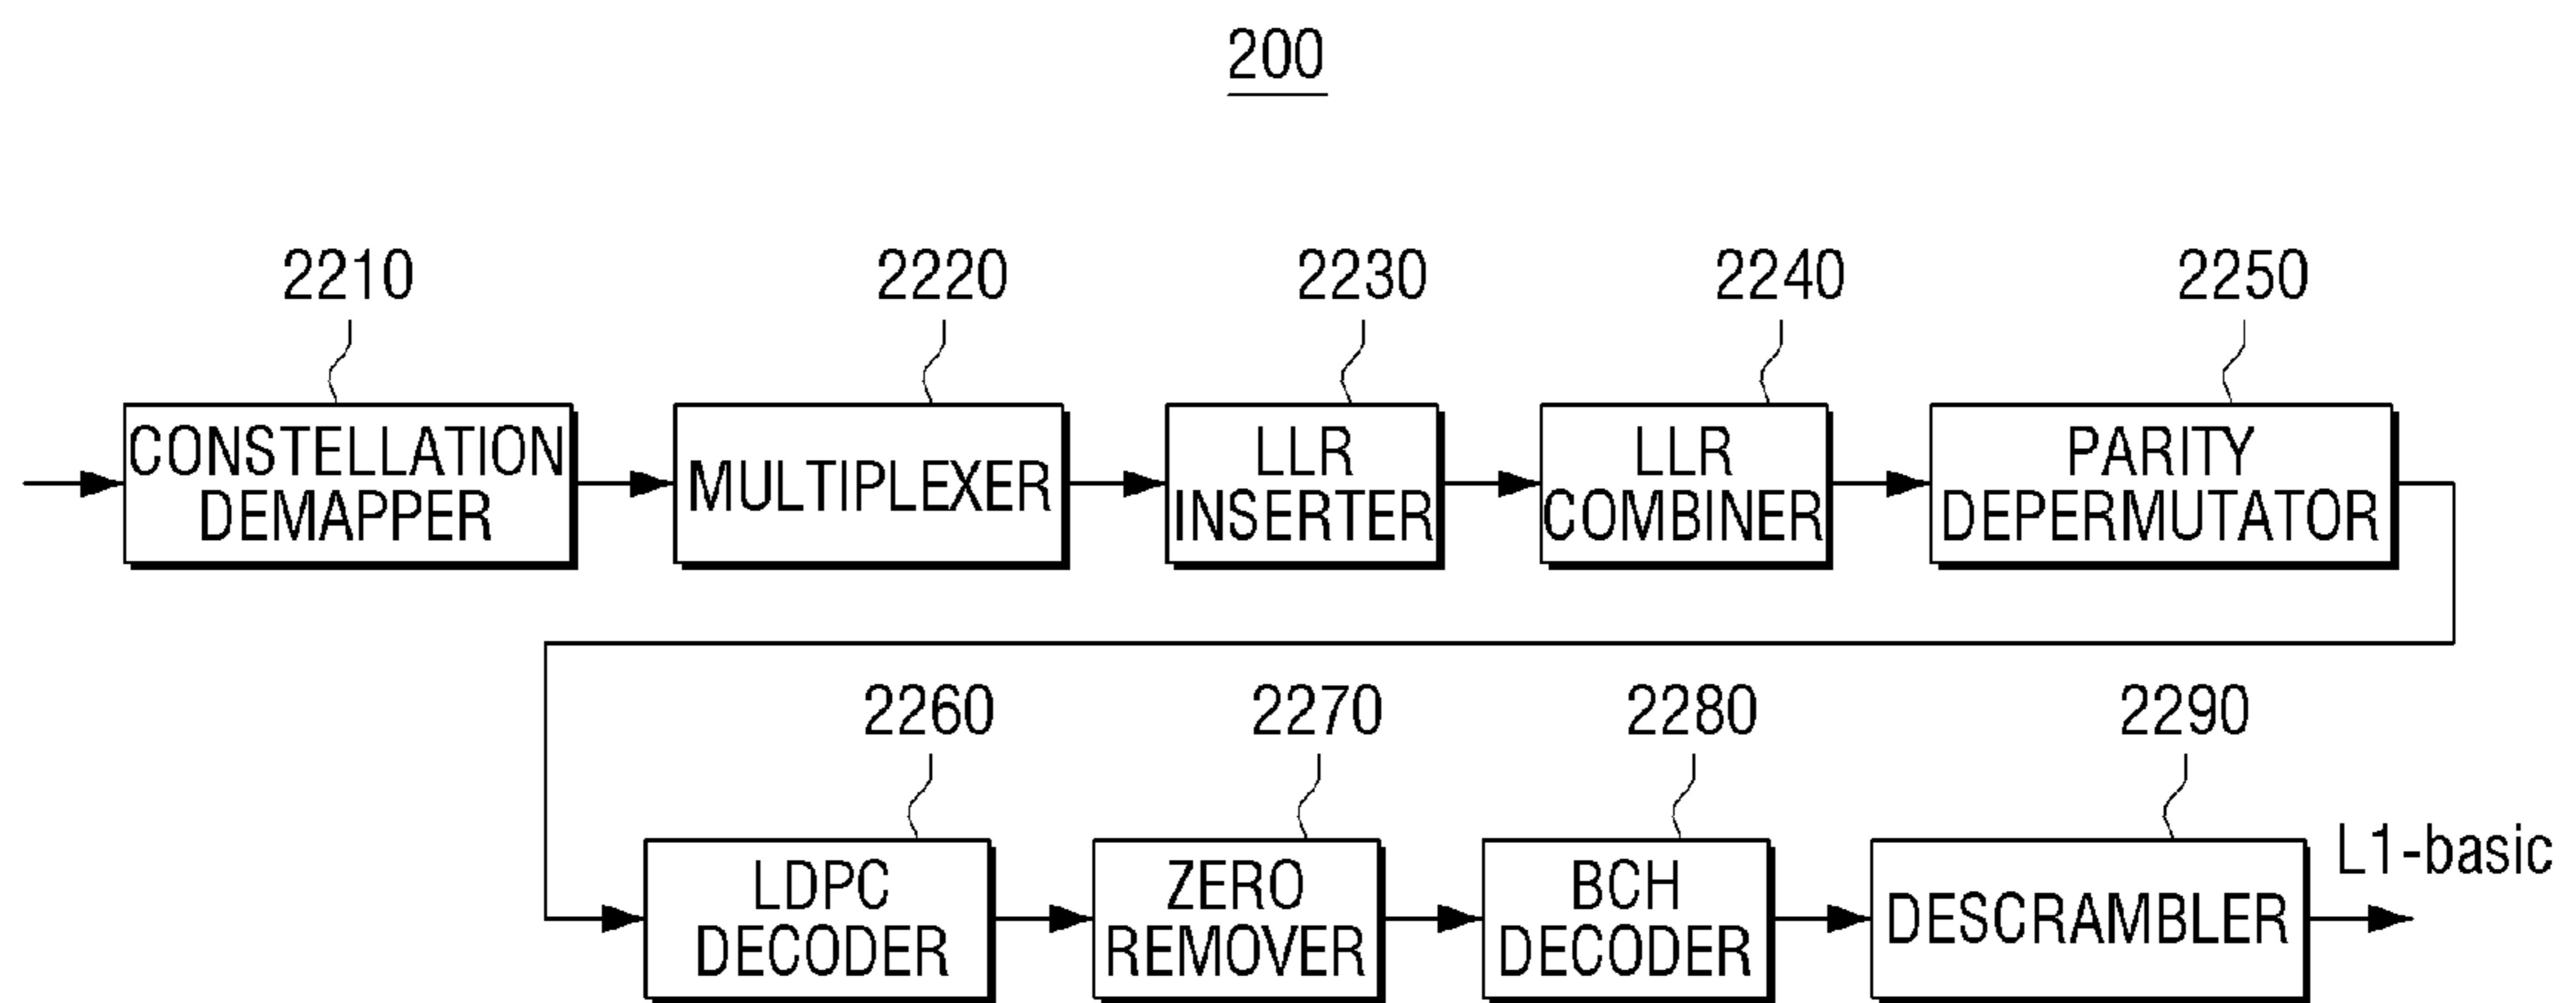 200
2210
2220
2230
2240
2250
CONSTELLATION
DEMAPPER
MULTIPLEXER
LLR
INSERTER
LLR
COMBINER
PARITY
DEPERMUTATOR
2260
2270
2280
2290
LDPC
DECODER
ZERO
REMOVER
BCH
DECODER
DESCRAMBLER
L1-basic